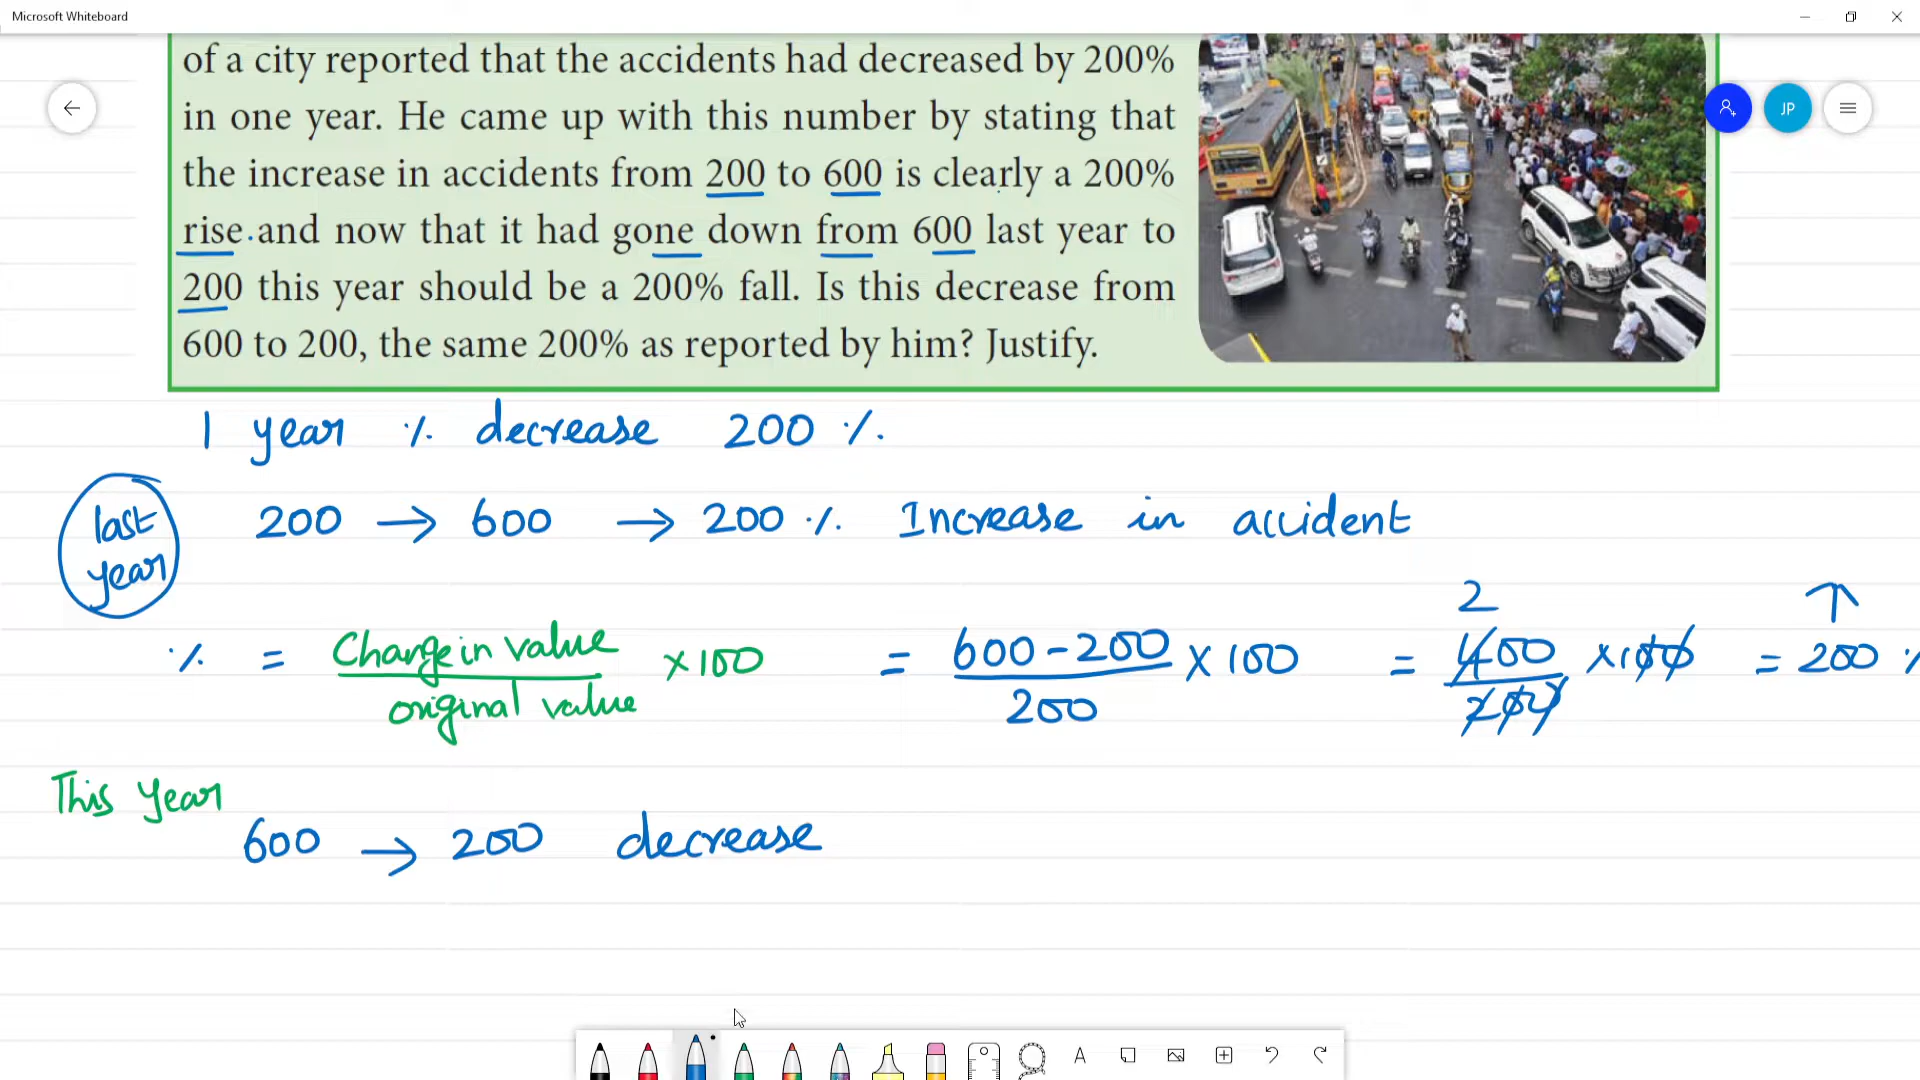 Microsoft Whiteboard
of a city reported that the accidents had decreased by 200%
in one year. He came up with this number by stating that
the increase in accidents from 200 to 600 is clearly a 200%
rise and now that it had gone down from 600 last year to
200 this year should be a 200% fall. Is this decrease from
600 to 200, the same 200% as reported by him? Justify.
JP
1 year % decrease 200 %.
last year
200 → 600 → 200 % Increase in accident
% = Change in value / original value × 100 = 600 - 200 / 200 × 100 = 2 400 / 200 × 100 = ↑ 200 %
This Year
600 → 200 decrease
A